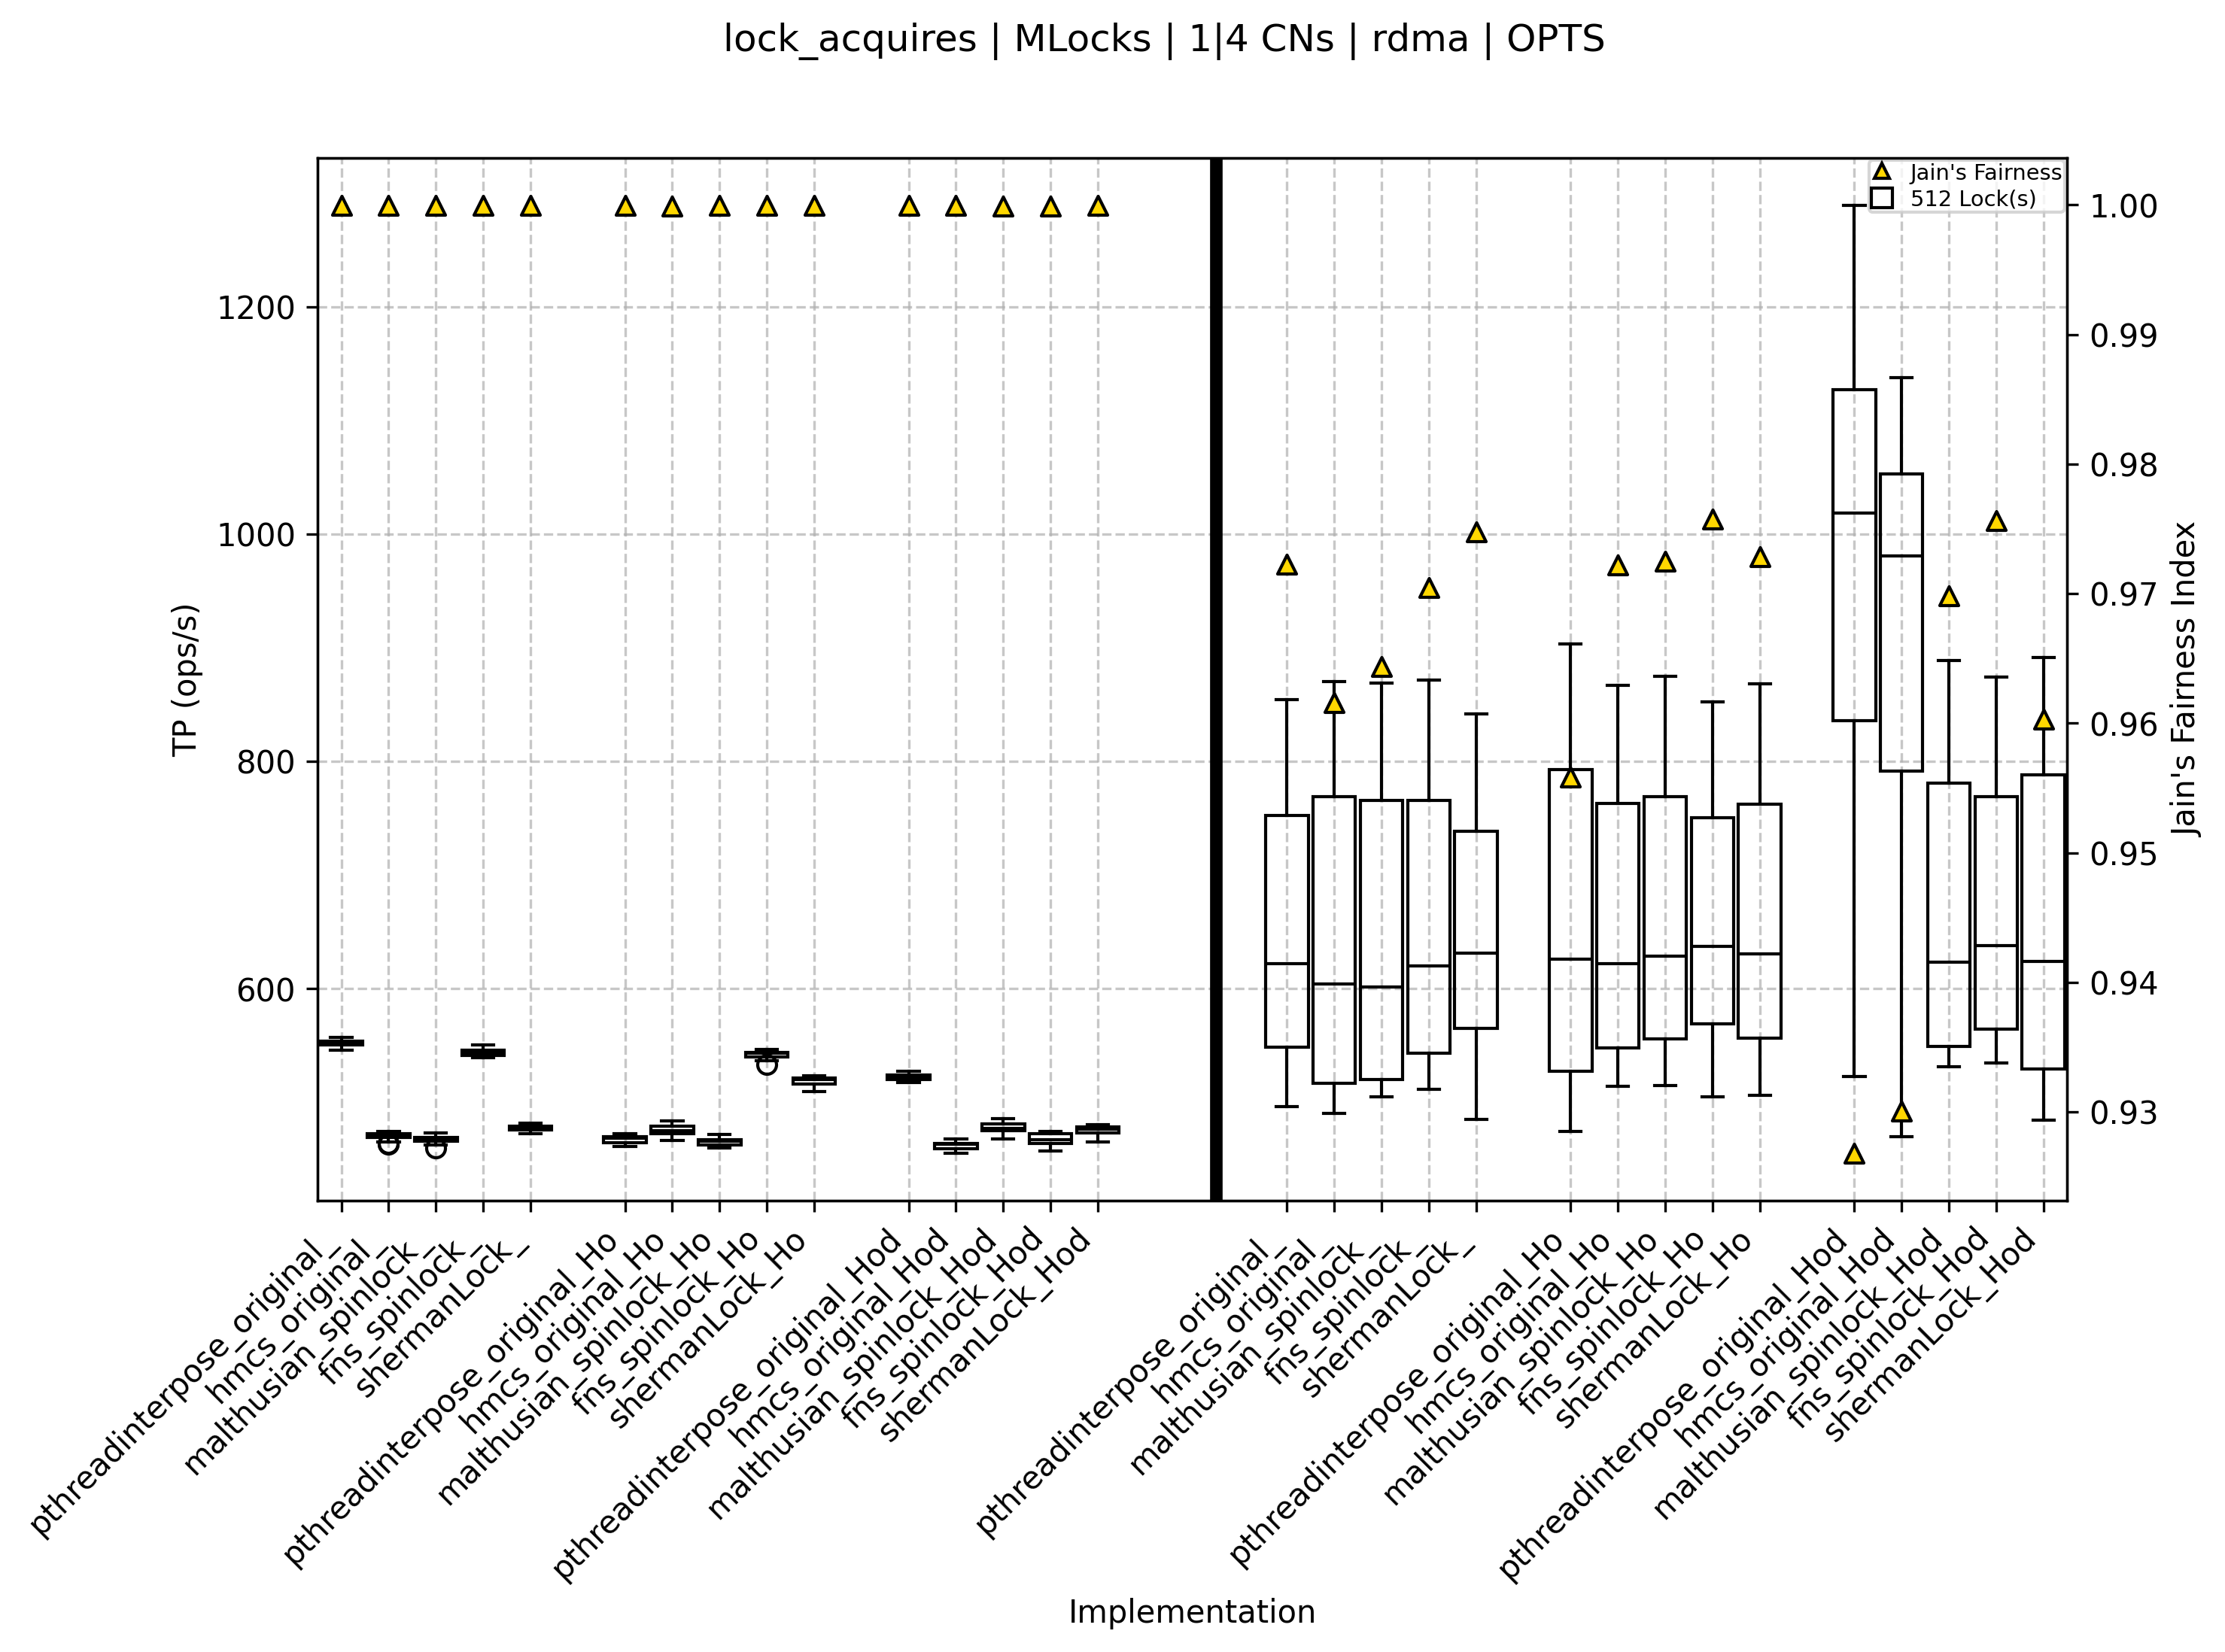 lock_acquires | MLocks | 1|4 CNs | rdma | OPTS
Jain's Fairness
512 Lock(s)
TP (ops/s)
1200
1000
800
600
Jain's Fairness Index
1.00
0.99
0.98
0.97
0.96
0.95
0.94
0.93
pthreadinterpose_original_
hmcs_original_
malthusian_spinlock_
fns_spinlock_
shermanLock_
pthreadinterpose_original_Ho
hmcs_original_Ho
malthusian_spinlock_Ho
fns_spinlock_Ho
shermanLock_Ho
pthreadinterpose_original_Hod
hmcs_original_Hod
malthusian_spinlock_Hod
fns_spinlock_Hod
shermanLock_Hod
pthreadinterpose_original_
hmcs_original_
malthusian_spinlock_
fns_spinlock_
shermanLock_
pthreadinterpose_original_Ho
hmcs_original_Ho
malthusian_spinlock_Ho
fns_spinlock_Ho
shermanLock_Ho
pthreadinterpose_original_Hod
hmcs_original_Hod
malthusian_spinlock_Hod
fns_spinlock_Hod
shermanLock_Hod
Implementation